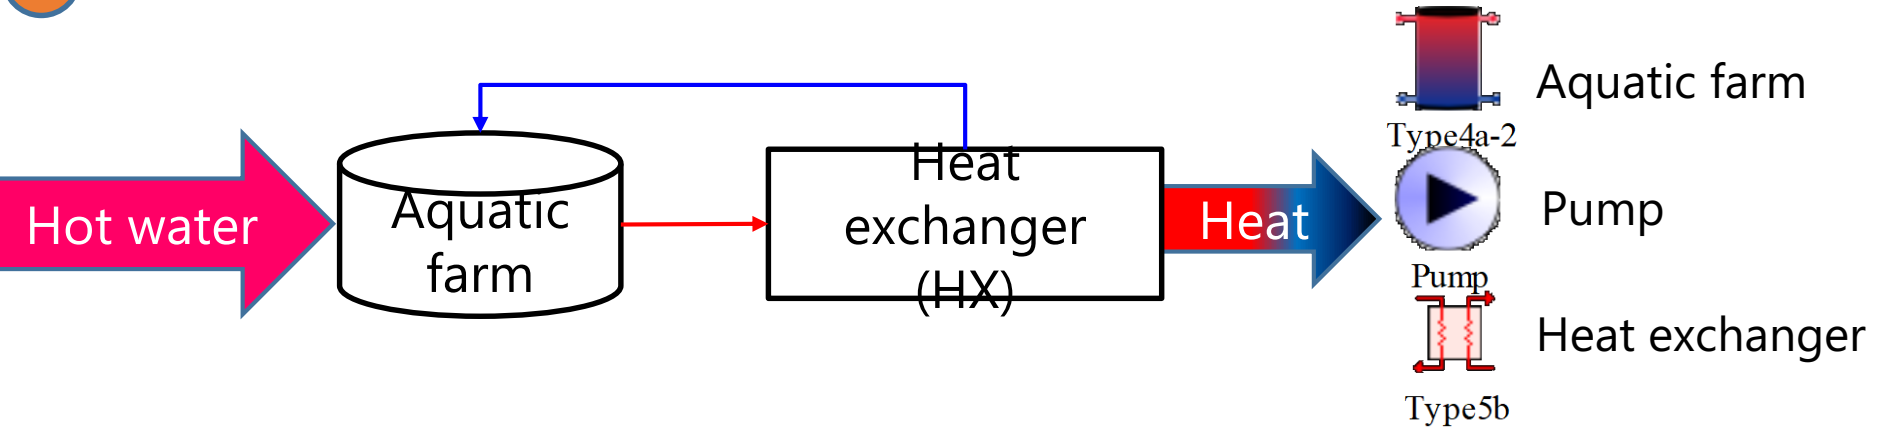 Hot water
Aquatic
farm
Heat
exchanger
(HX)
Heat
Type4a-2
Aquatic farm
Pump
Pump
Type5b
Heat exchanger